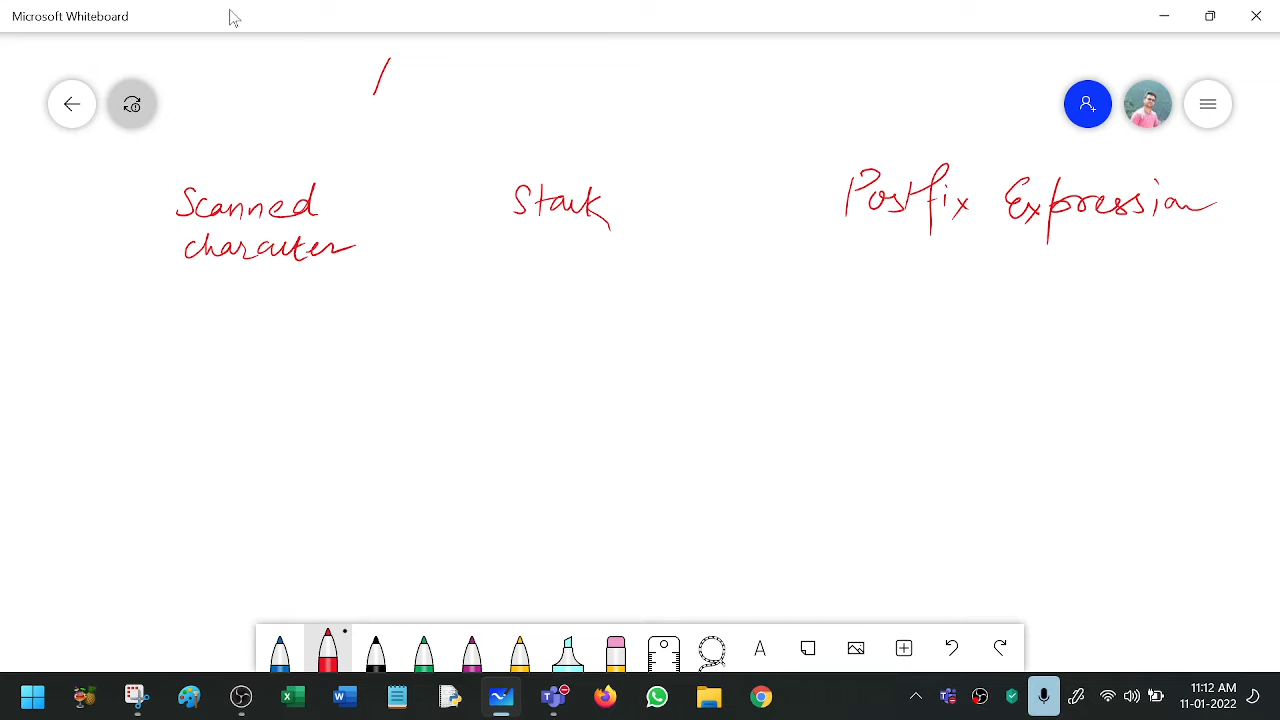 Microsoft Whiteboard
/
Scanned character
Stack
Postfix Expression
A
11:12 AM
11-01-2022